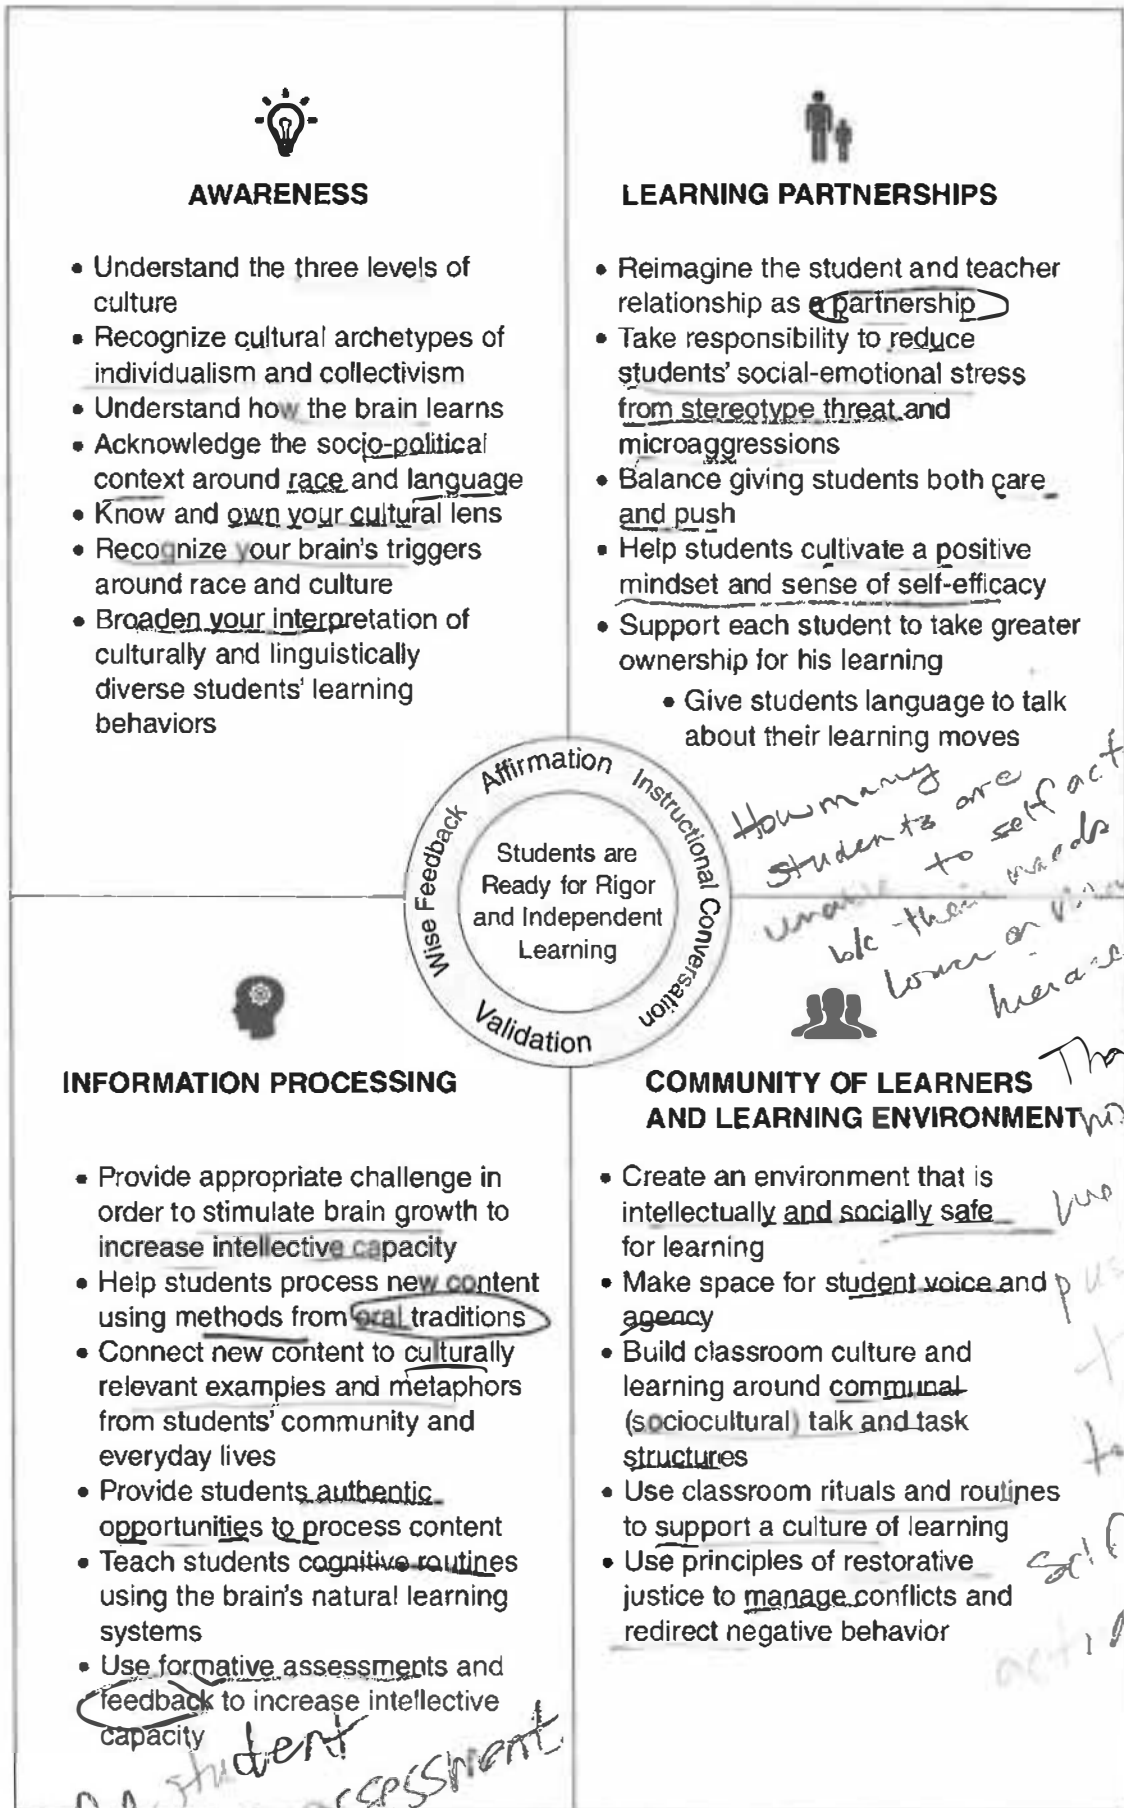 AWARENESS
• Understand the three levels of
culture
• Recognize cultural archetypes of
individualism and collectivism
• Understand how the brain learns
• Acknowledge the socio-political
context around race and language
• Know and own your cultural lens
• Recognize your brain's triggers
around race and culture
• Broaden your interpretation of
culturally and linguistically
diverse students' learning
behaviors
LEARNING PARTNERSHIPS
• Reimagine the student and teacher
relationship as a partnership
• Take responsibility to reduce
students' social-emotional stress
from stereotype threat and
microaggressions
• Balance giving students both care
and push
• Help students cultivate a positive
mindset and sense of self-efficacy
• Support each student to take greater
ownership for his learning
• Give students language to talk
about their learning moves
How many
students are
unable to self act
b/c their needs
lower on
Wise Feedback
Affirmation
Instructional Conversation
Validation
Students are
Ready for Rigor
and Independent
Learning
INFORMATION PROCESSING
• Provide appropriate challenge in
order to stimulate brain growth to
increase intellective capacity
• Help students process new content
using methods from oral traditions
• Connect new content to culturally
relevant examples and metaphors
from students' community and
everyday lives
• Provide students authentic
opportunities to process content
• Teach students cognitive routines
using the brain's natural learning
systems
• Use formative assessments and
feedback to increase intellective
capacity
student
assessment
COMMUNITY OF LEARNERS
AND LEARNING ENVIRONMENT
• Create an environment that is
intellectually and socially safe
for learning
• Make space for student voice and
agency
• Build classroom culture and
learning around communal
(sociocultural) talk and task
structures
• Use classroom rituals and routines
to support a culture of learning
• Use principles of restorative
justice to manage conflicts and
redirect negative behavior
self